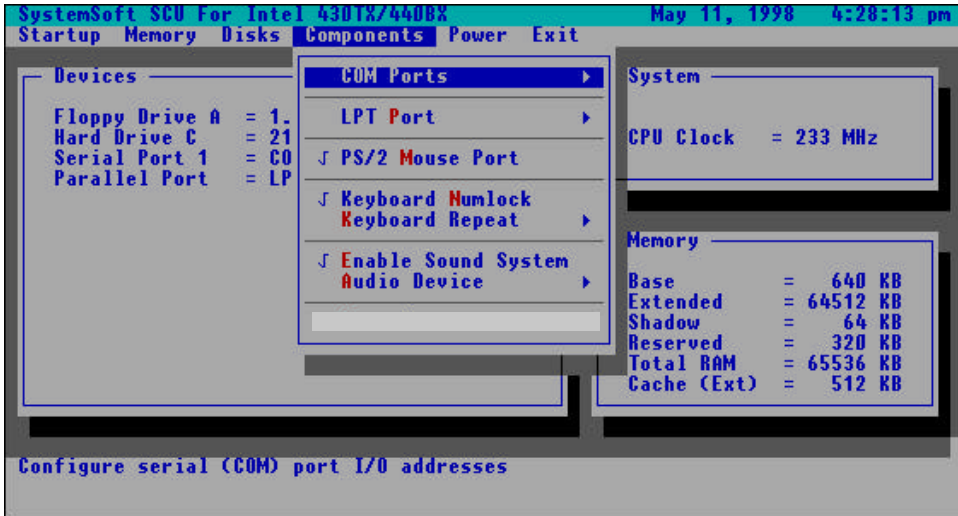 SystemSoft SCU For Intel 430TX/440BX May 11, 1998 4:28:13 pm
Startup Memory Disks Components Power Exit
Devices
Floppy Drive A = 1.
Hard Drive C = 21
Serial Port 1 = CO
Parallel Port = LP
COM Ports
LPT Port
√ PS/2 Mouse Port
√ Keyboard Numlock
Keyboard Repeat
√ Enable Sound System
Audio Device
System
CPU Clock = 233 MHz
Memory
Base = 640 KB
Extended = 64512 KB
Shadow = 64 KB
Reserved = 320 KB
Total RAM = 65536 KB
Cache (Ext) = 512 KB
Configure serial (COM) port I/O addresses